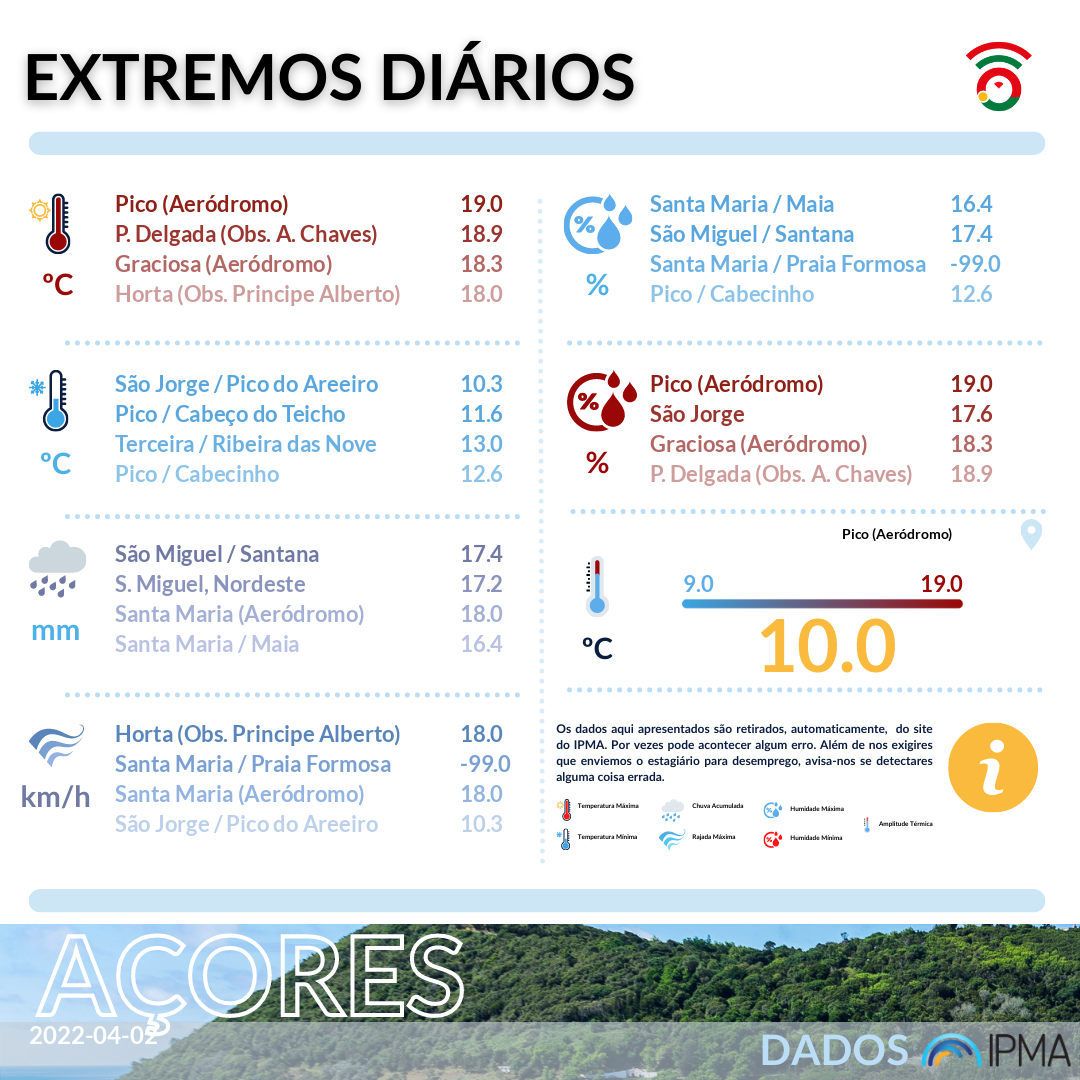 EXTREMOS DIÁRIOS
ºC
Pico (Aeródromo) 19.0
P. Delgada (Obs. A. Chaves) 18.9
Graciosa (Aeródromo) 18.3
Horta (Obs. Principe Alberto) 18.0
ºC
São Jorge / Pico do Areeiro 10.3
Pico / Cabeço do Teicho 11.6
Terceira / Ribeira das Nove 13.0
Pico / Cabecinho 12.6
mm
São Miguel / Santana 17.4
S. Miguel, Nordeste 17.2
Santa Maria (Aeródromo) 18.0
Santa Maria / Maia 16.4
km/h
Horta (Obs. Principe Alberto) 18.0
Santa Maria / Praia Formosa -99.0
Santa Maria (Aeródromo) 18.0
São Jorge / Pico do Areeiro 10.3
%
%
Santa Maria / Maia 16.4
São Miguel / Santana 17.4
Santa Maria / Praia Formosa -99.0
Pico / Cabecinho 12.6
%
%
Pico (Aeródromo) 19.0
São Jorge 17.6
Graciosa (Aeródromo) 18.3
P. Delgada (Obs. A. Chaves) 18.9
Pico (Aeródromo)
ºC
9.0 19.0
10.0
Os dados aqui apresentados são retirados, automaticamente, do site
do IPMA. Por vezes pode acontecer algum erro. Além de nos exigires
que enviemos o estagiário para desemprego, avisa-nos se detectares
alguma coisa errada.
i
Temperatura Máxima Chuva Acumulada Humidade Máxima
Amplitude Térmica
Temperatura Mínima Rajada Máxima Humidade Mínima
AÇORES
2022-04-02
DADOS IPMA